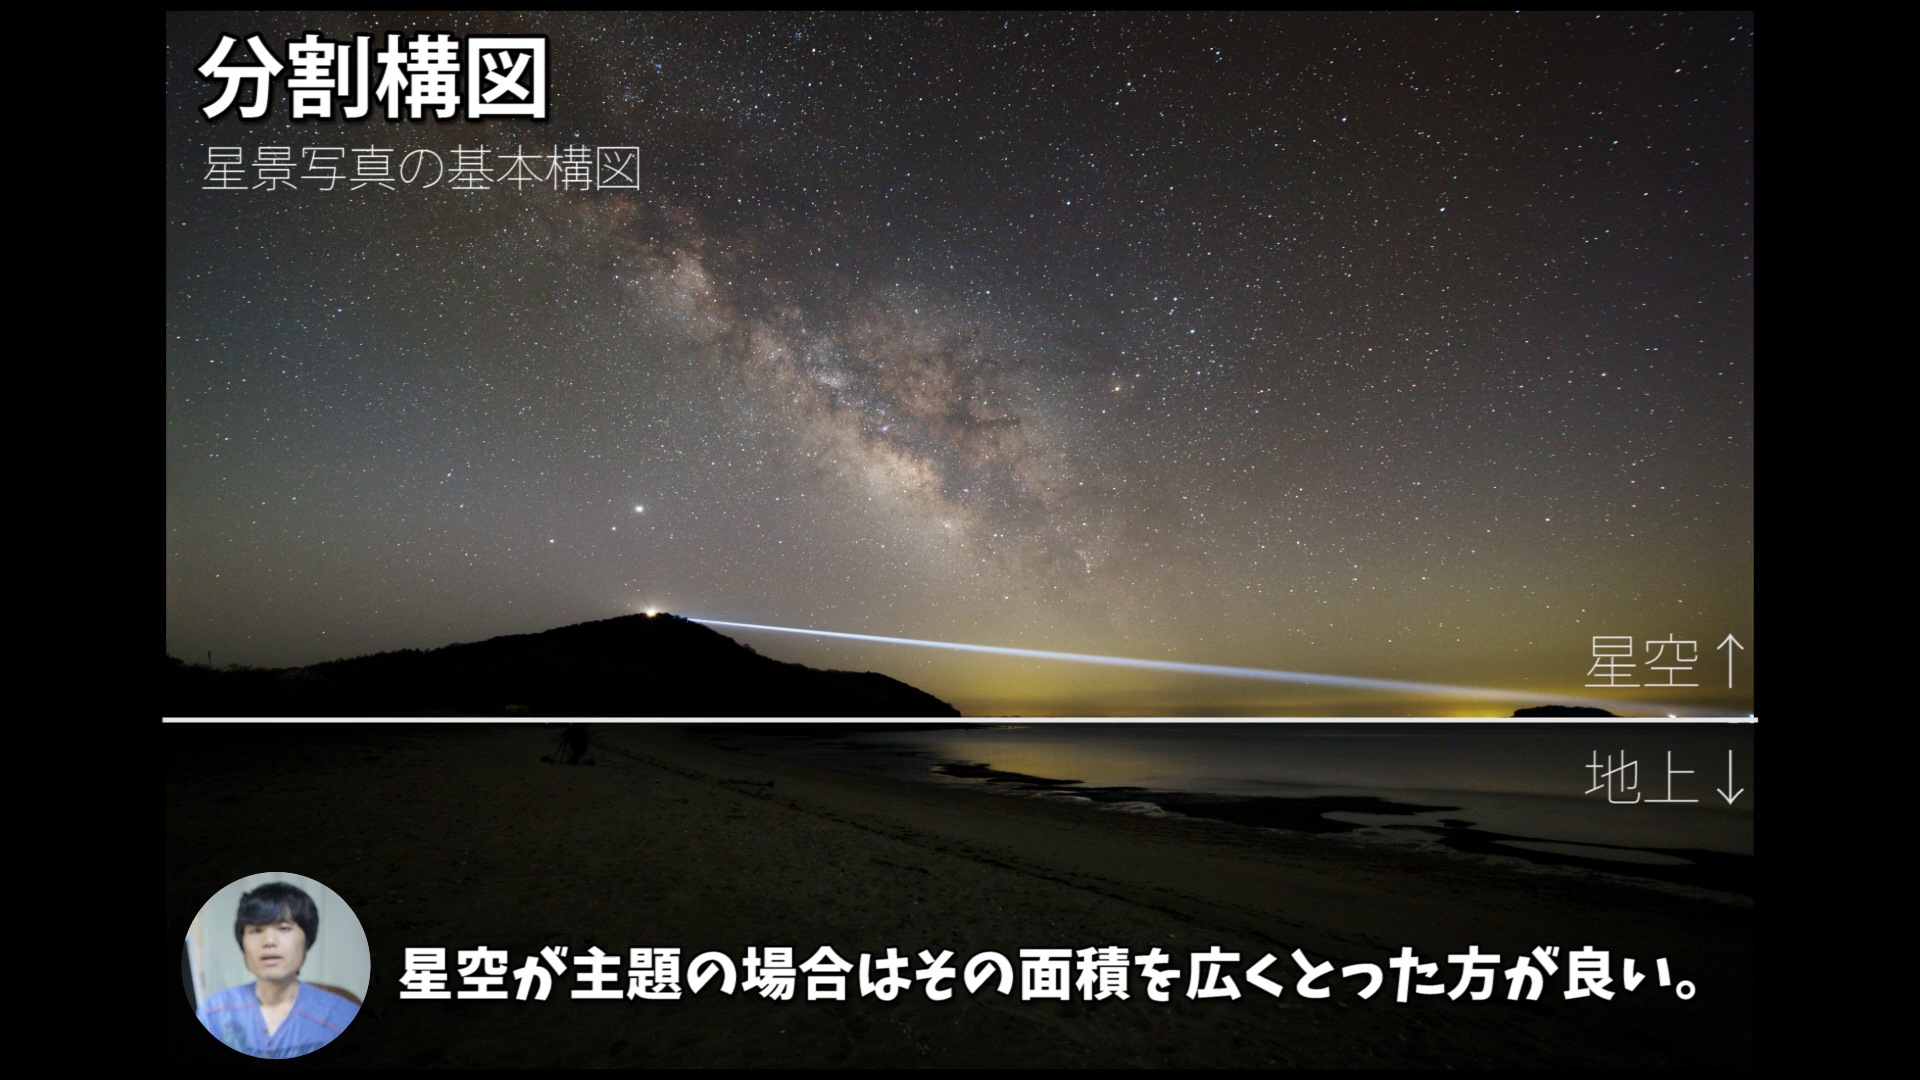 分割構図
星景写真の基本構図
星空↑
地上↓
星空が主題の場合はその面積を広くとった方が良い。